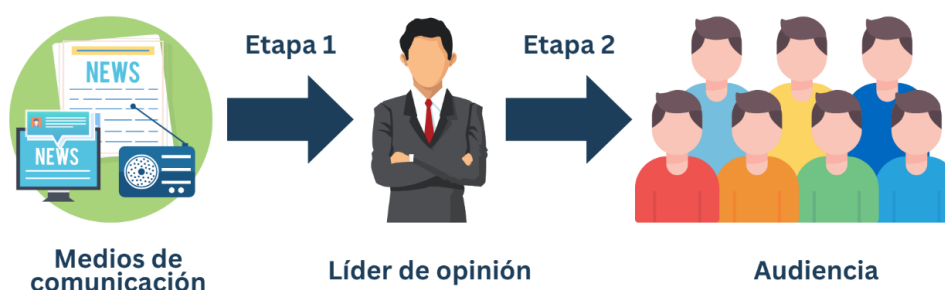 NEWS
NEWS
Etapa 1
Etapa 2
Medios de
comunicación
Líder de opinión
Audiencia